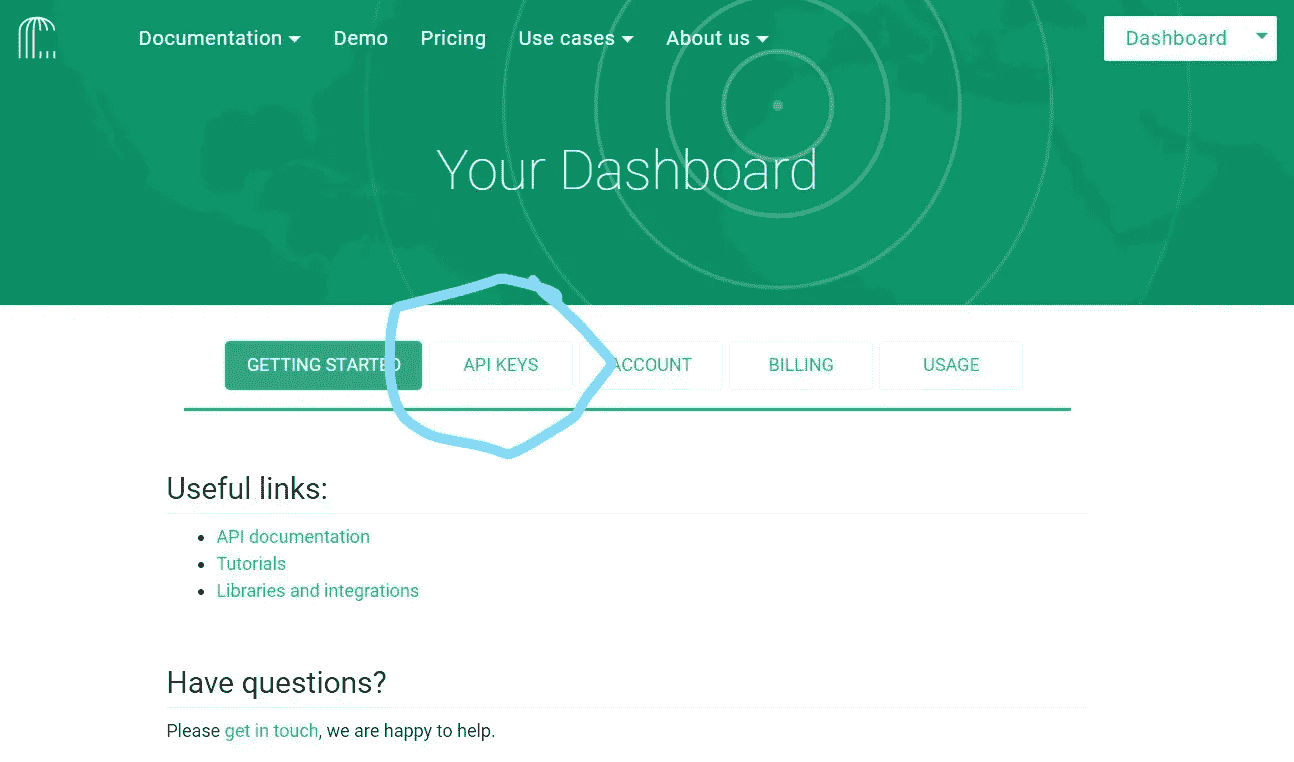 Documentation Demo Pricing Use cases About us Dashboard
Your Dashboard
GETTING STARTED API KEYS ACCOUNT BILLING USAGE
Useful links:
API documentation
Tutorials
Libraries and integrations
Have questions?
Please get in touch, we are happy to help.